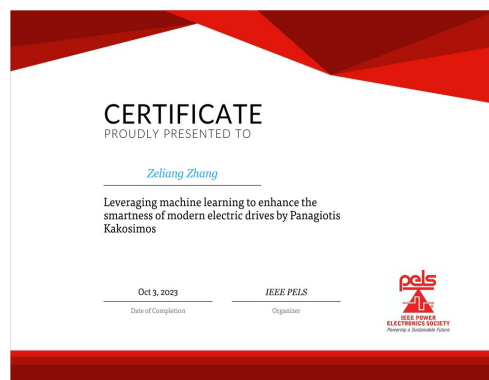 CERTIFICATE
PROUDLY PRESENTED TO
Zeliang Zhang
Leveraging machine learning to enhance the
smartness of modern electric drives by Panagiotis
Kakosimos
Oct 3, 2023
IEEE PELS
Date of Completion
Organizer
pels
IEEE POWER
ELECTRONICS SOCIETY
Powering a Sustainable Future